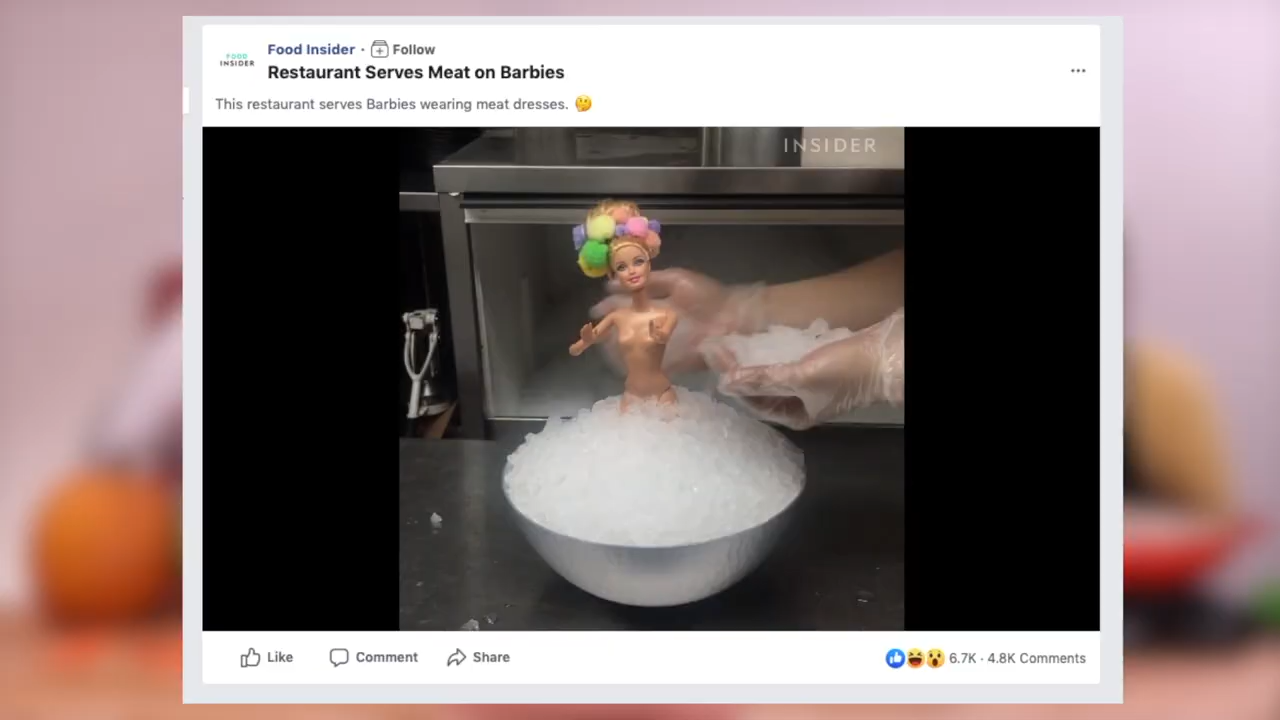 FOOD
INSIDER
Food Insider · Follow
Restaurant Serves Meat on Barbies
This restaurant serves Barbies wearing meat dresses. 🤔
INSIDER
Like Comment Share 6.7K · 4.8K Comments